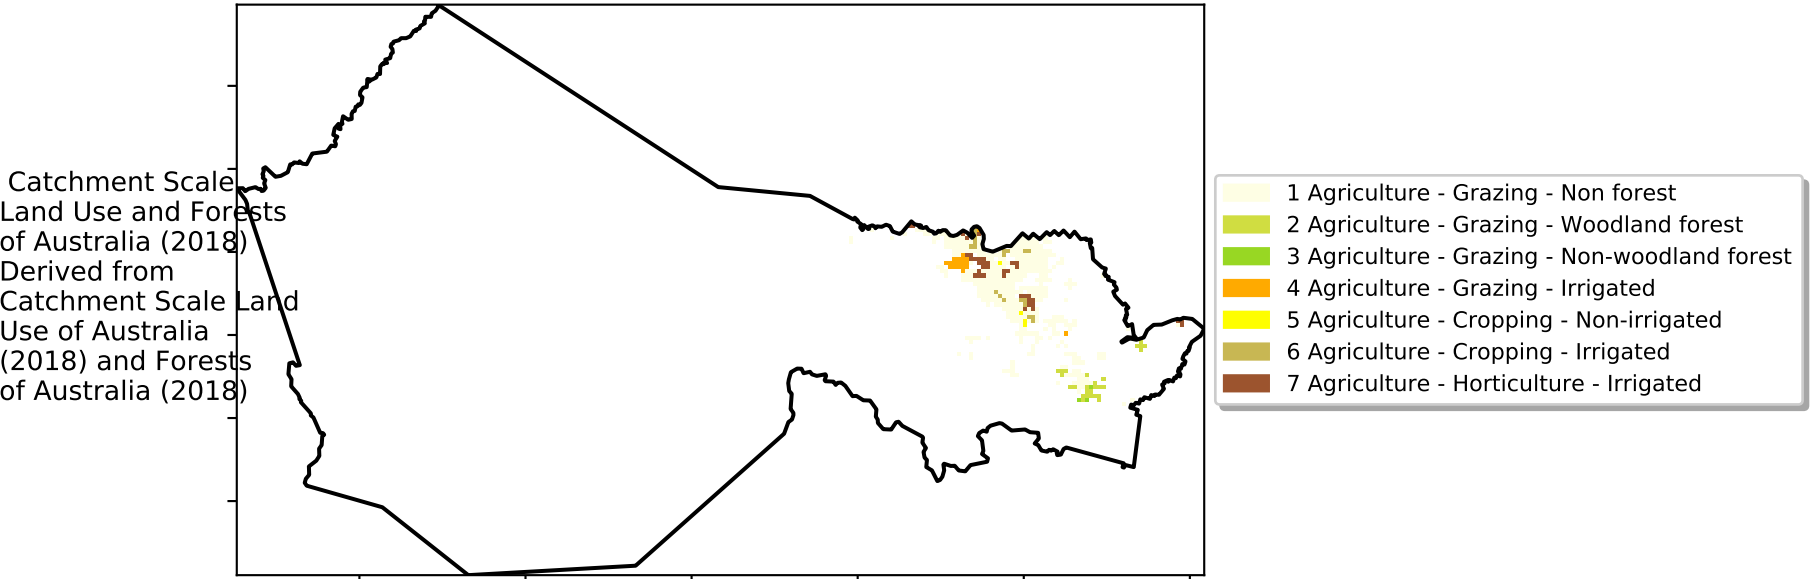 Catchment Scale
Land Use and Forests
of Australia (2018)
Derived from
Catchment Scale Land
Use of Australia
(2018) and Forests
of Australia (2018)
1 Agriculture - Grazing - Non forest
2 Agriculture - Grazing - Woodland forest
3 Agriculture - Grazing - Non-woodland forest
4 Agriculture - Grazing - Irrigated
5 Agriculture - Cropping - Non-irrigated
6 Agriculture - Cropping - Irrigated
7 Agriculture - Horticulture - Irrigated